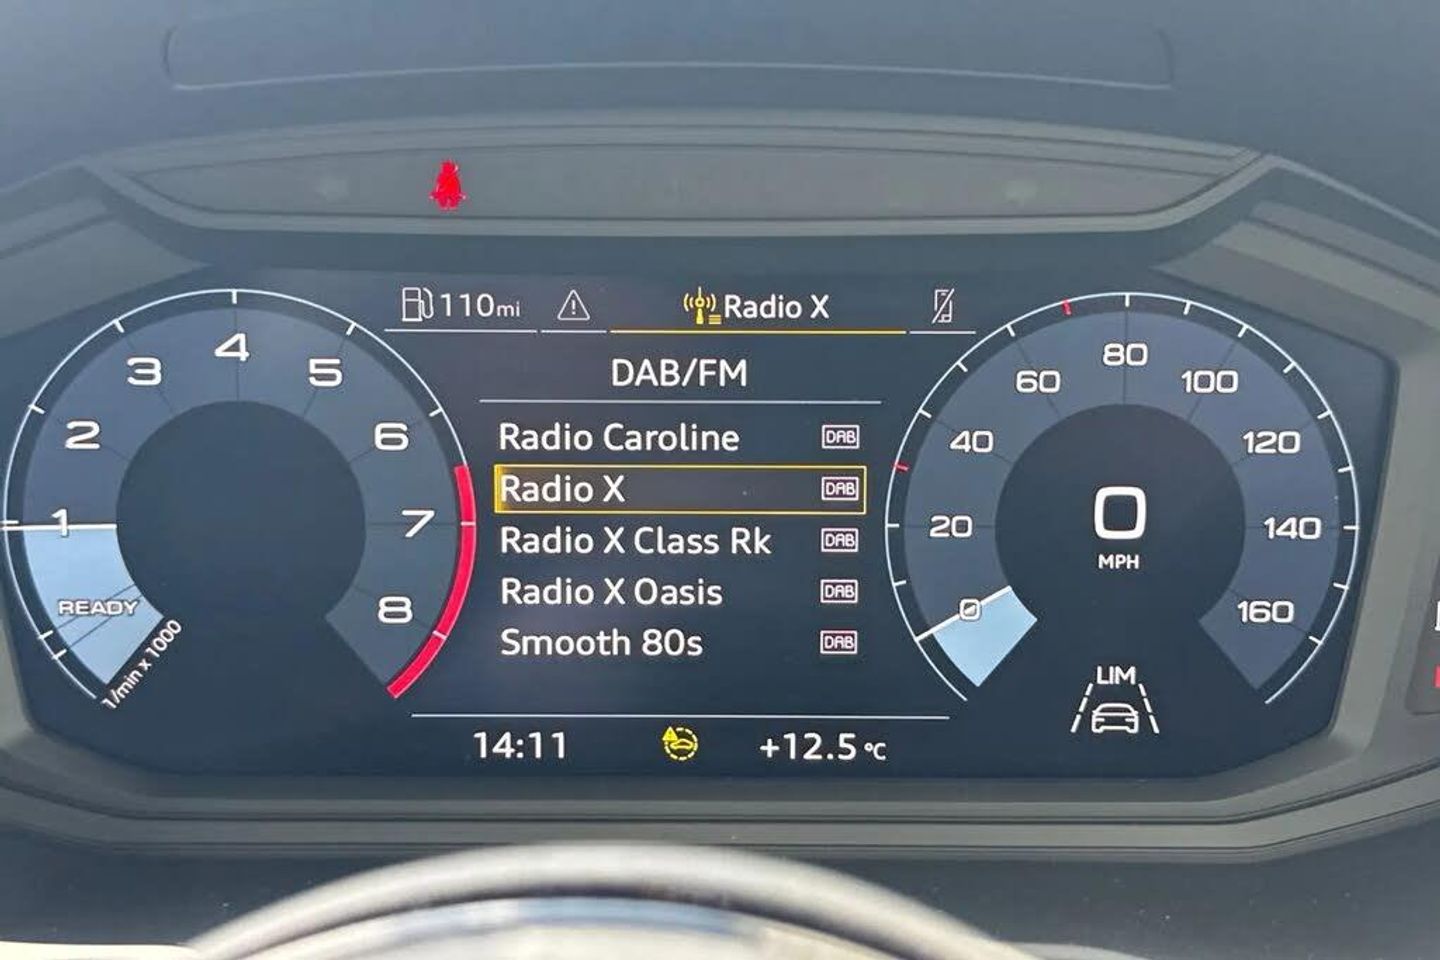 110mi
Radio X
DAB/FM
Radio Caroline DAB
Radio X DAB
Radio X Class Rk DAB
Radio X Oasis DAB
Smooth 80s DAB
14:11
+12.5 °C
1
2
3
4
5
6
7
8
READY
1/min x 1000
0
20
40
60
80
100
120
140
160
0
MPH
LIM